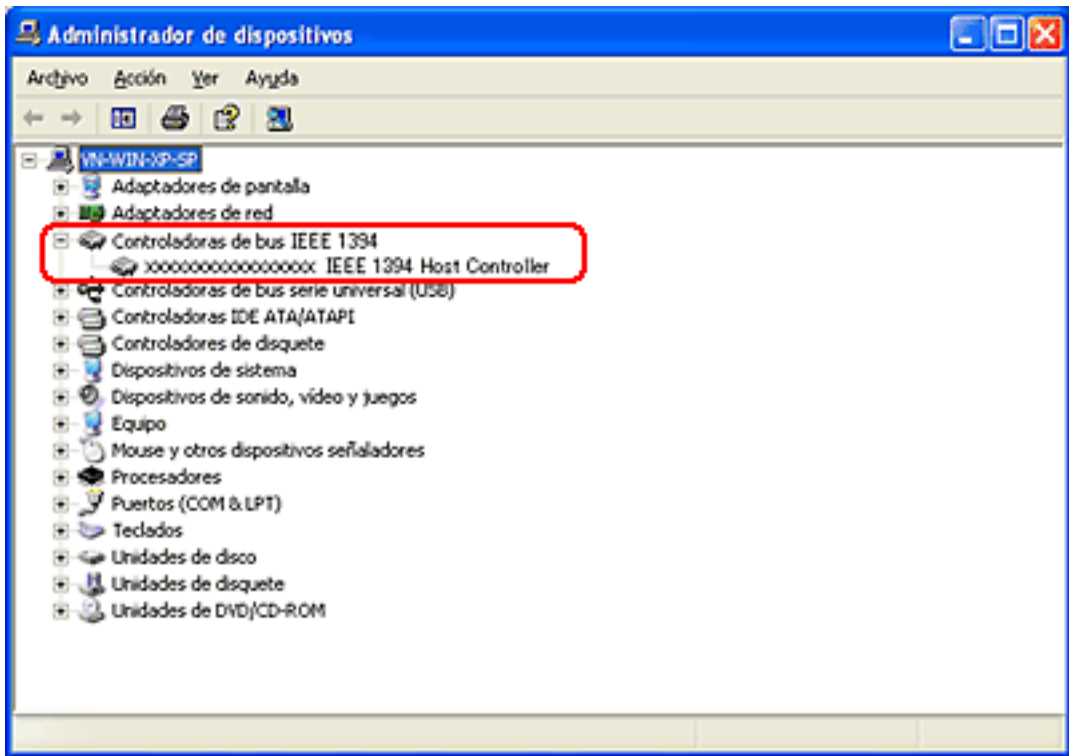 Administrador de dispositivos
Archivo Acción Ver Ayuda
VN-WIN-XP-SP
Adaptadores de pantalla
Adaptadores de red
Controladoras de bus IEEE 1394
xxxxxxxxxxxxxxxxx IEEE 1394 Host Controller
Controladoras de bus serie universal (USB)
Controladoras IDE ATA/ATAPI
Controladores de disquete
Dispositivos de sistema
Dispositivos de sonido, vídeo y juegos
Equipo
Mouse y otros dispositivos señaladores
Procesadores
Puertos (COM & LPT)
Teclados
Unidades de disco
Unidades de disquete
Unidades de DVD/CD-ROM